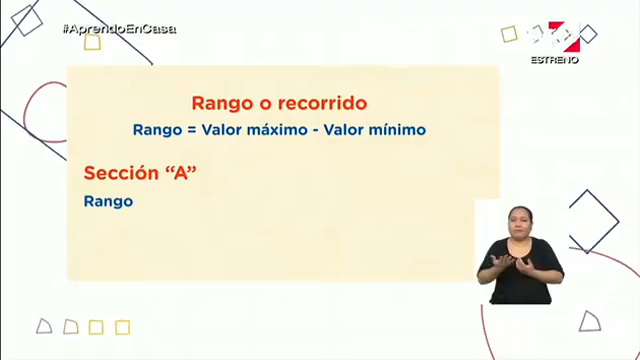 #AprendoEnCasa
ESTRENO
Rango o recorrido
Rango = Valor máximo - Valor mínimo
Sección “A”
Rango